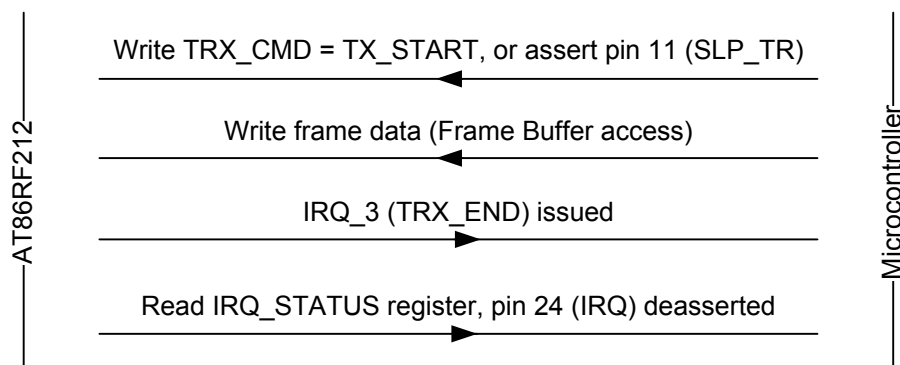 Write TRX_CMD = TX_START, or assert pin 11 (SLP_TR)
Write frame data (Frame Buffer access)
IRQ_3 (TRX_END) issued
Read IRQ_STATUS register, pin 24 (IRQ) deasserted
AT86RF212
Microcontroller